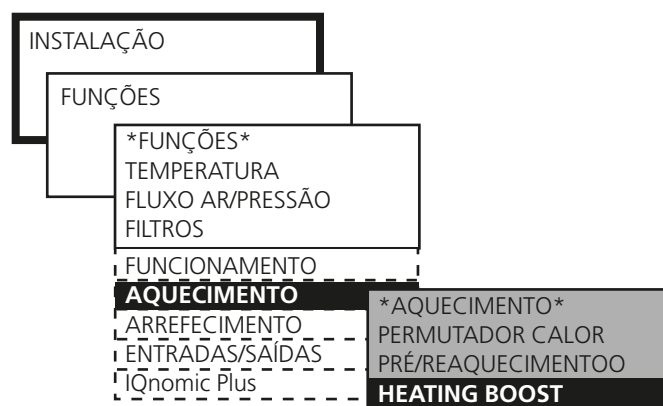 INSTALAÇÃO
FUNÇÕES
*FUNÇÕES*
TEMPERATURA
FLUXO AR/PRESSÃO
FILTROS
FUNCIONAMENTO
AQUECIMENTO
ARREFECIMENTO
ENTRADAS/SAÍDAS
IQnomic Plus
*AQUECIMENTO*
PERMUTADOR CALOR
PRÉ/REAQUECIMENTOO
HEATING BOOST